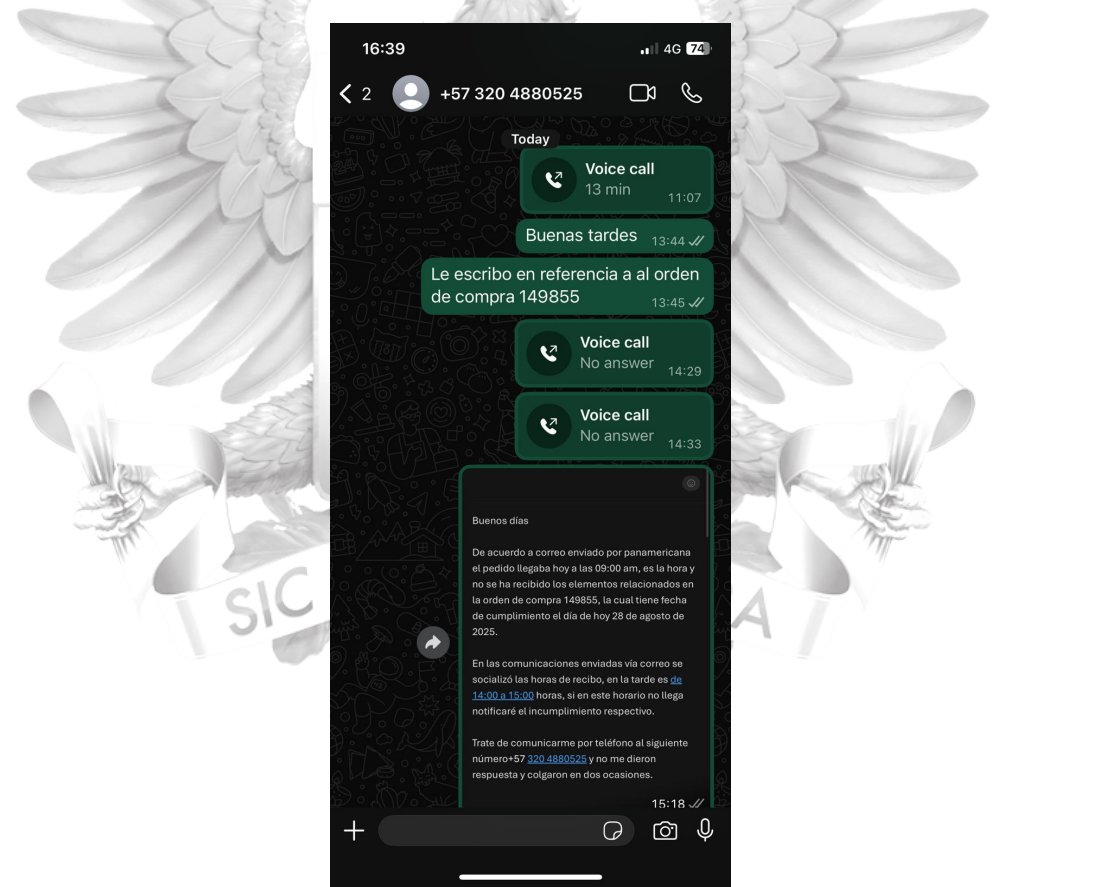 16:39
4G 74
2
+57 320 4880525
Today
Voice call
13 min
11:07
Buenas tardes
13:44
Le escribo en referencia a al orden
de compra 149855
13:45
Voice call
No answer
14:29
Voice call
No answer
14:33
Buenos días
De acuerdo a correo enviado por panamericana
el pedido llegaba hoy a las 09:00 am, es la hora y
no se ha recibido los elementos relacionados en
la orden de compra 149855, la cual tiene fecha
de cumplimiento el día de hoy 28 de agosto de
2025.
En las comunicaciones enviadas vía correo se
socializó las horas de recibo, en la tarde es de
14:00 a 15:00 horas, si en este horario no llega
notificaré el incumplimiento respectivo.
Trate de comunicarme por teléfono al siguiente
número+57 320 4880525 y no me dieron
respuesta y colgaron en dos ocasiones.
15:18
SIC
A